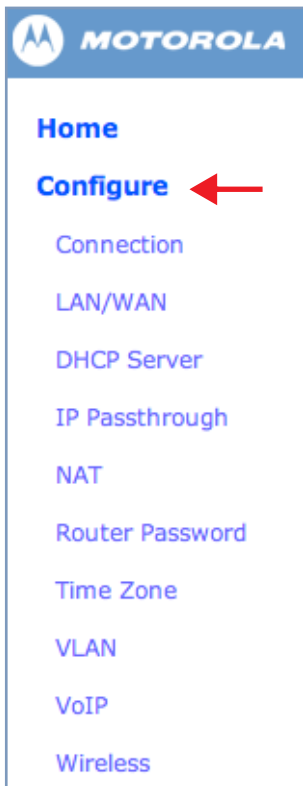 MOTOROLA
Home
Configure
Connection
LAN/WAN
DHCP Server
IP Passthrough
NAT
Router Password
Time Zone
VLAN
VoIP
Wireless